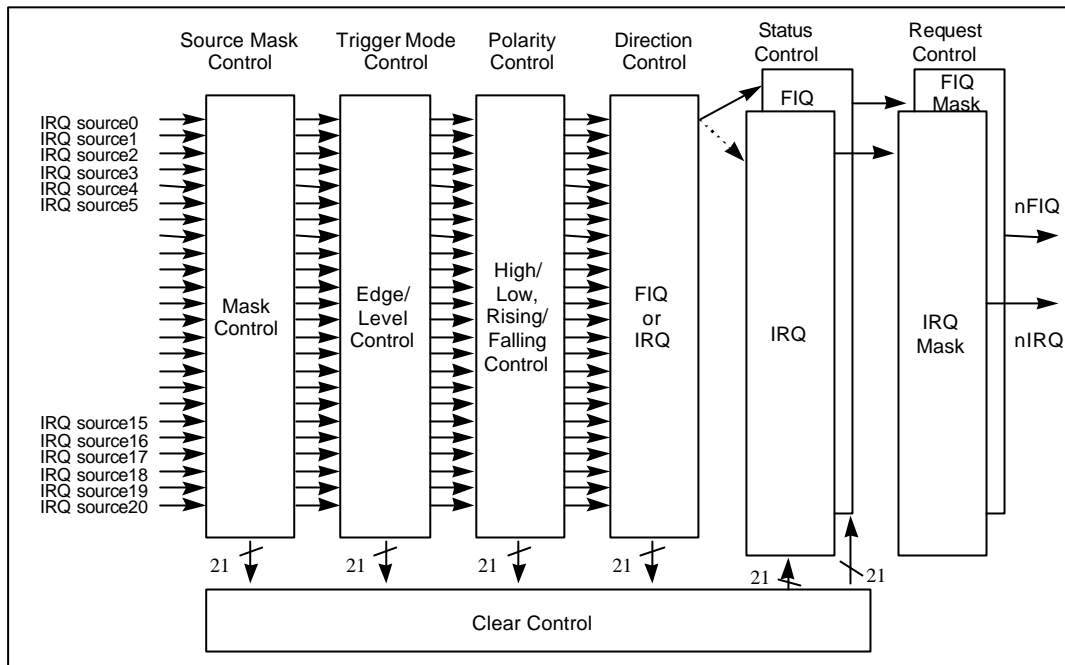 Source Mask
Control
Trigger Mode
Control
Polarity
Control
Direction
Control
Status
Control
Request
Control
IRQ source0
IRQ source1
IRQ source2
IRQ source3
IRQ source4
IRQ source5
IRQ source15
IRQ source16
IRQ source17
IRQ source18
IRQ source19
IRQ source20
Mask
Control
Edge/
Level
Control
High/
Low,
Rising/
Falling
Control
FIQ
or
IRQ
FIQ
IRQ
FIQ
Mask
IRQ
Mask
nFIQ
nIRQ
21
21
21
21
21
21
Clear Control